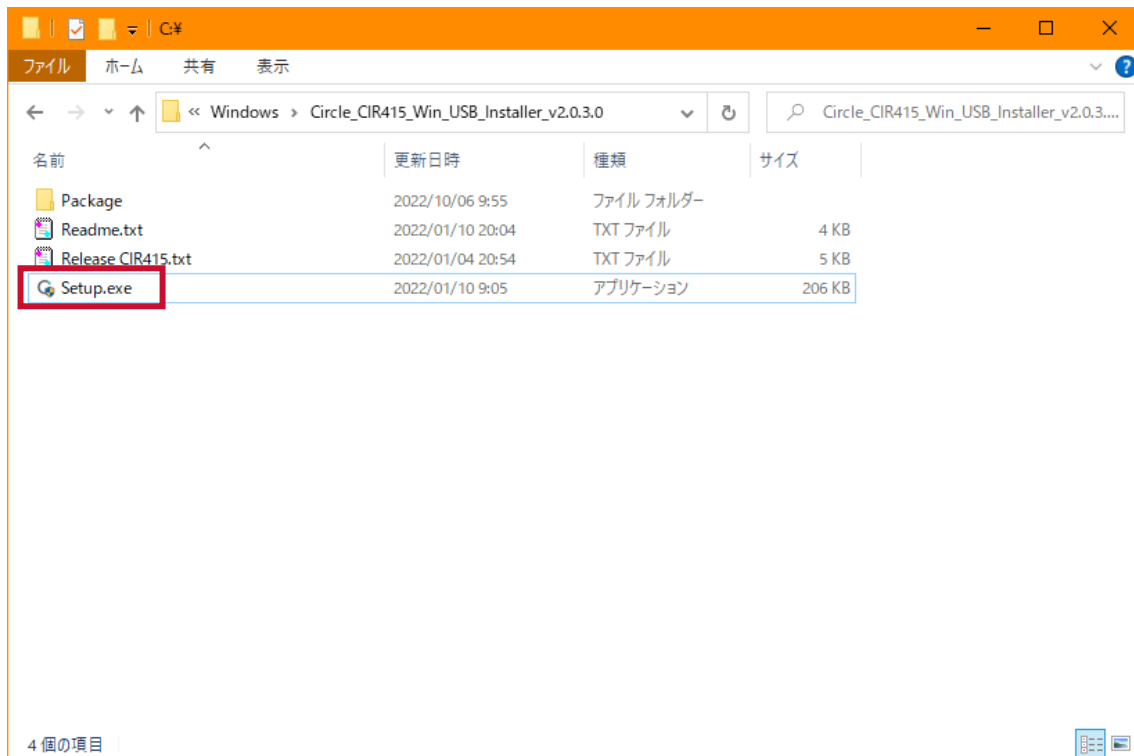 C:¥
ファイル ホーム 共有 表示
« Windows › Circle_CIR415_Win_USB_Installer_v2.0.3.0 Circle_CIR415_Win_USB_Installer_v2.0.3....
名前 更新日時 種類 サイズ
Package 2022/10/06 9:55 ファイル フォルダー
Readme.txt 2022/01/10 20:04 TXT ファイル 4 KB
Release CIR415.txt 2022/01/04 20:54 TXT ファイル 5 KB
Setup.exe 2022/01/10 9:05 アプリケーション 206 KB
4 個の項目